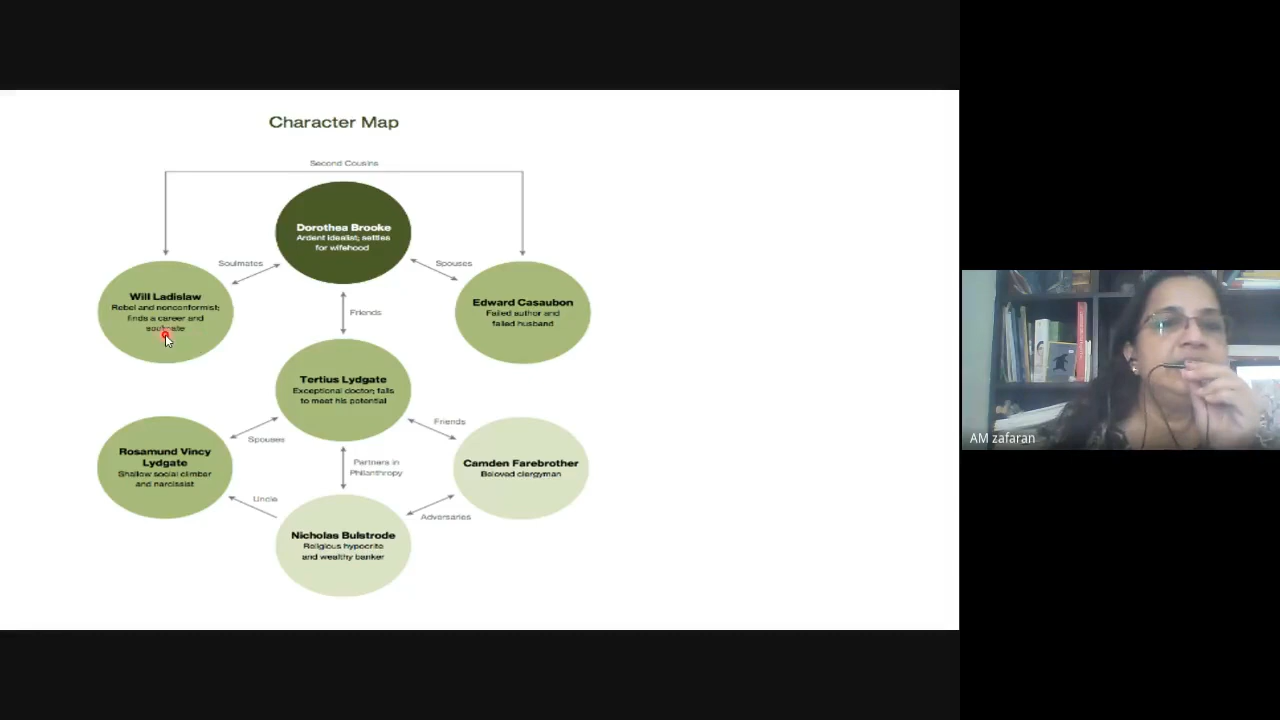 Character Map
Second Cousins
Dorothea Brooke
Ardent idealist; settles
for wifehood
Soulmates
Spouses
Will Ladislaw
Rebel and nonconformist;
finds a career and
soulmate
Edward Casaubon
Failed author and
failed husband
Friends
Tertius Lydgate
Exceptional doctor; fails
to meet his potential
Spouses
Friends
Rosamund Vincy
Lydgate
Shallow social climber
and narcissist
Partners in
Philanthropy
Camden Farebrother
Beloved clergyman
Uncle
Adversaries
Nicholas Bulstrode
Religious hypocrite
and wealthy banker
AM zafaran